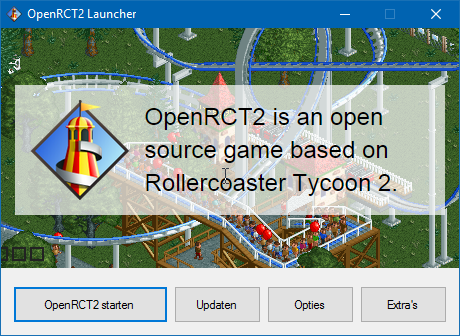 OpenRCT2 Launcher
OpenRCT2 is an open
source game based on
Rollercoaster Tycoon 2.
OpenRCT2 starten
Updaten
Opties
Extra's